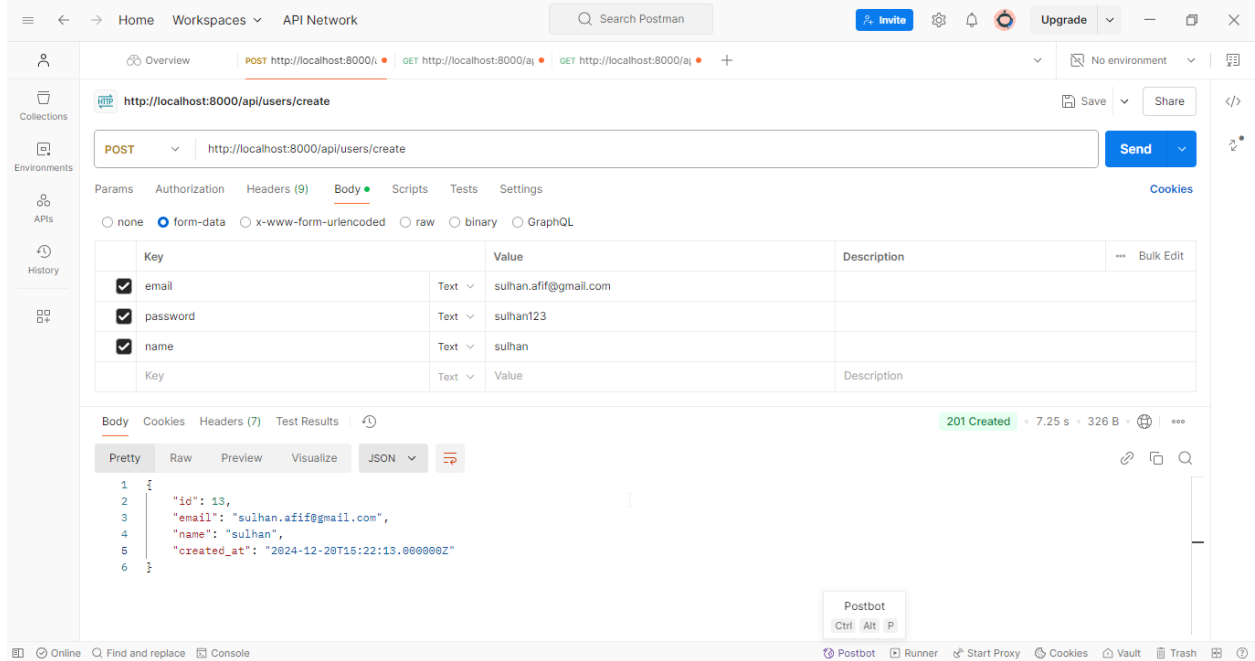 Home Workspaces API Network Search Postman Invite Upgrade
Overview POST http://localhost:8000/ GET http://localhost:8000/a GET http://localhost:8000/a No environment
HTTP http://localhost:8000/api/users/create Save Share
POST http://localhost:8000/api/users/create Send
Params Authorization Headers (9) Body Scripts Tests Settings Cookies
none form-data x-www-form-urlencoded raw binary GraphQL
Key Value Description Bulk Edit
email Text sulhan.afif@gmail.com
password Text sulhan123
name Text sulhan
Key Text Value Description
Collections
Environments
APIs
History
Body Cookies Headers (7) Test Results 201 Created 7.25 s 326 B
Pretty Raw Preview Visualize JSON
1 {
2 "id": 13,
3 "email": "sulhan.afif@gmail.com",
4 "name": "sulhan",
5 "created_at": "2024-12-20T15:22:13.000000Z"
6 }
Postbot
Ctrl Alt P
Online Find and replace Console Postbot Runner Start Proxy Cookies Vault Trash